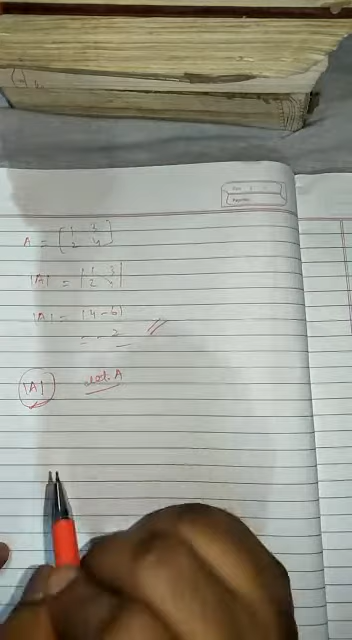 A = [ 1 3
2 4 ]
|A| = | 1 3
2 4 |
|A| = (4-6)
= -2
|A| det. A